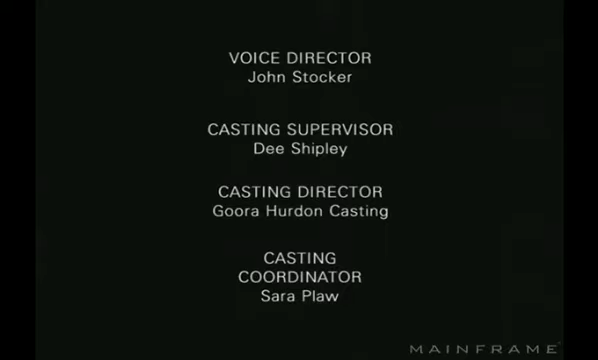 VOICE DIRECTOR
John Stocker
CASTING SUPERVISOR
Dee Shipley
CASTING DIRECTOR
Goora Hurdon Casting
CASTING
COORDINATOR
Sara Plaw
MAINFRAME